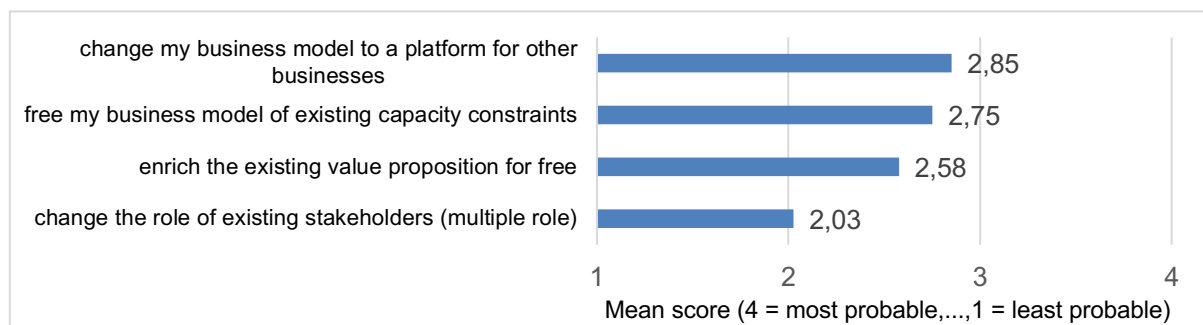 change my business model to a platform for other
businesses
2,85
free my business model of existing capacity constraints
2,75
enrich the existing value proposition for free
2,58
change the role of existing stakeholders (multiple role)
2,03
1 2 3 4
Mean score (4 = most probable,...,1 = least probable)